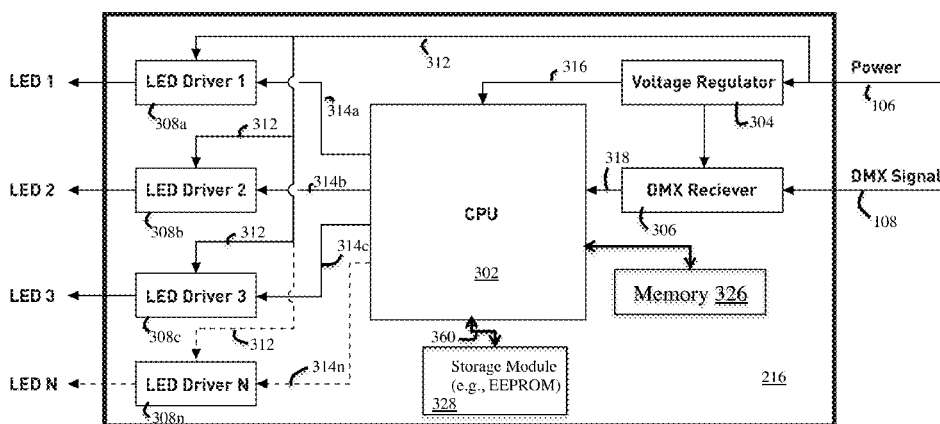 312
LED 1
LED Driver 1
316
Voltage Regulator
Power
314a
308a
304
106
312
318
DMX Signal
LED 2
LED Driver 2
314b
DMX Reciever
CPU
308b
306
108
312
314c
302
LED 3
LED Driver 3
Memory 326
308c
312
360
314n
Storage Module
(e.g., EEPROM)
LED N
LED Driver N
328
216
308n